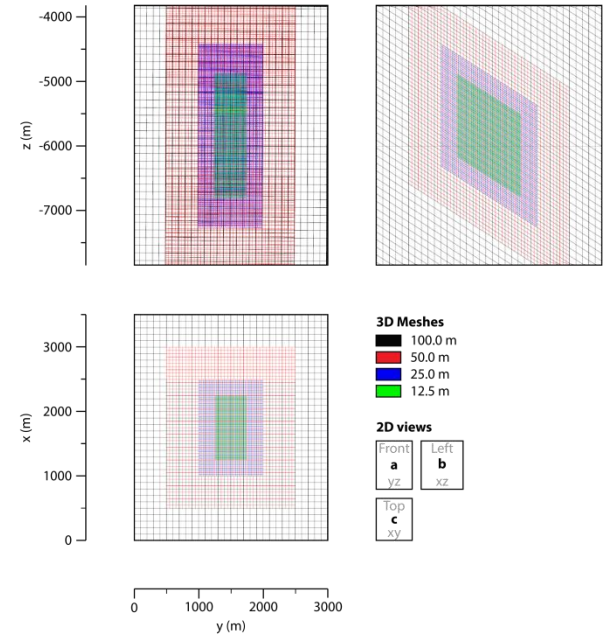 -4000
-5000
z (m)
-6000
-7000
3D Meshes
100.0 m
50.0 m
25.0 m
12.5 m
3000
2000
x (m)
1000
0
2D views
Front
a
yz
Left
b
xz
Top
c
xy
0 1000 2000 3000
y (m)